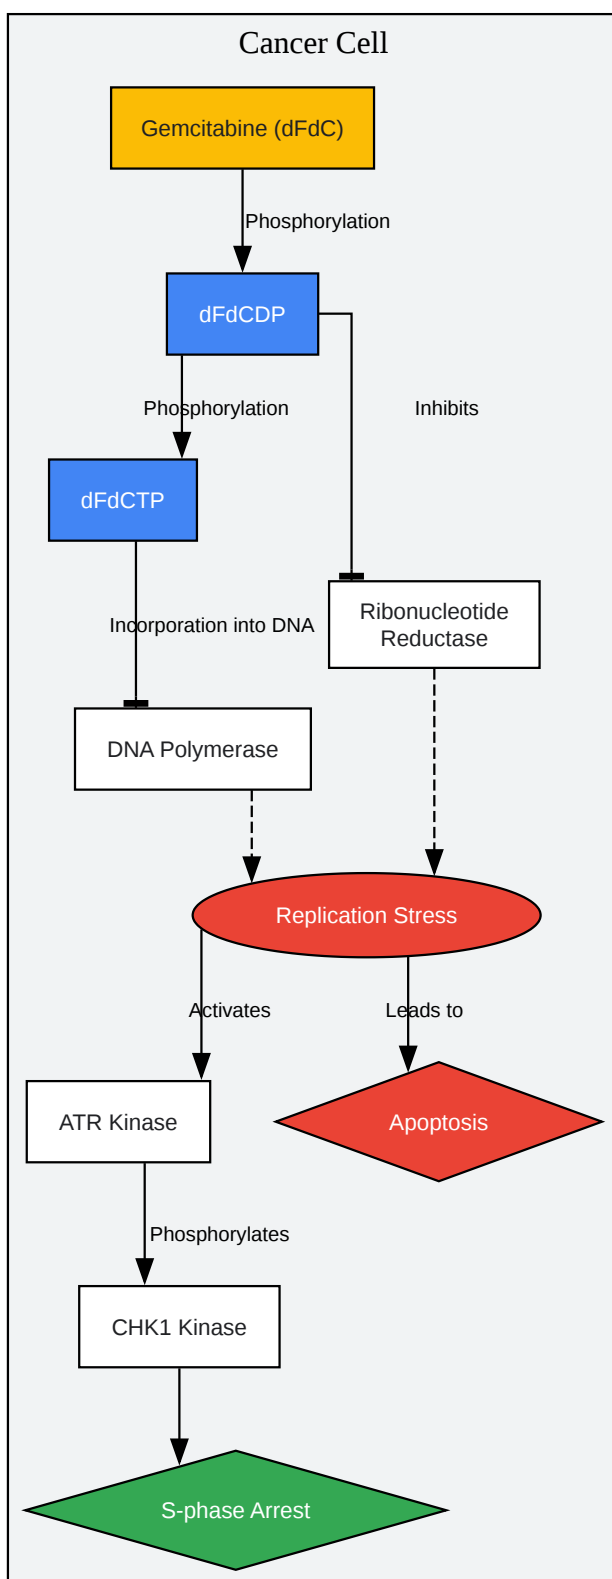 Cancer Cell
Gemcitabine (dFdC)
Phosphorylation
dFdCDP
Phosphorylation
Inhibits
dFdCTP
Ribonucleotide
Reductase
Incorporation into DNA
DNA Polymerase
Replication Stress
Activates
Leads to
ATR Kinase
Apoptosis
Phosphorylates
CHK1 Kinase
S-phase Arrest